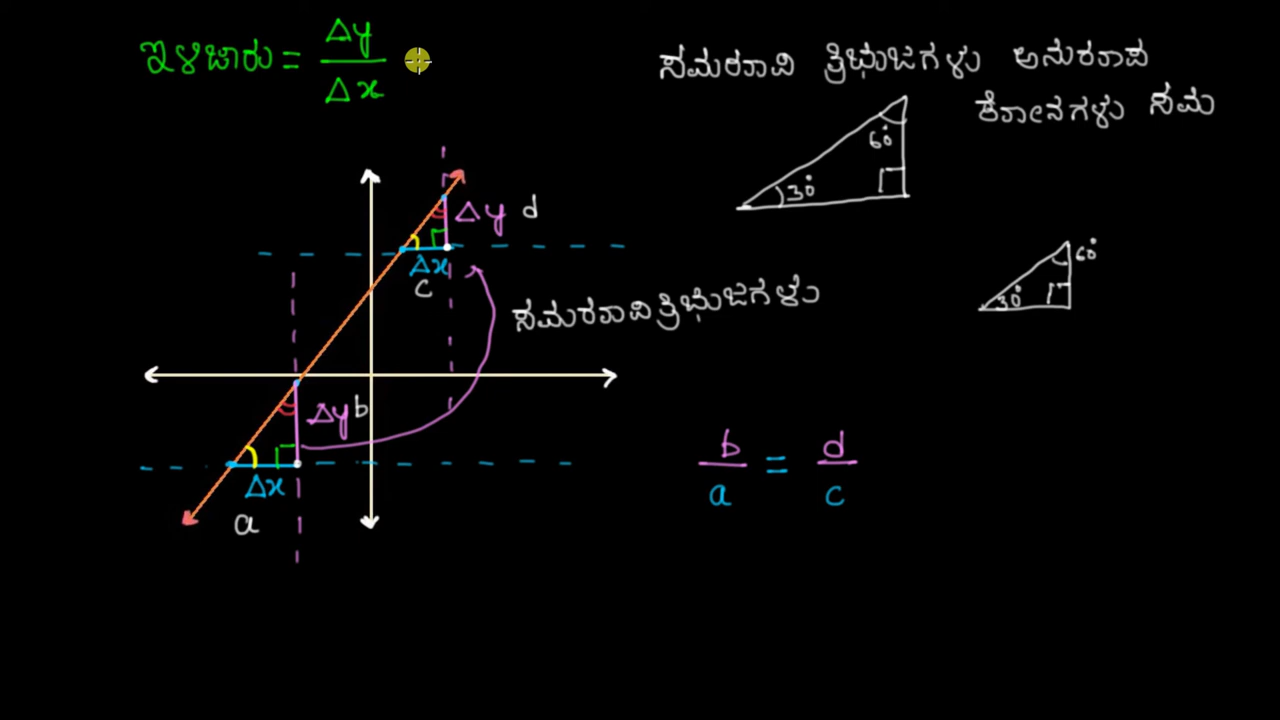 ಇಳಿಜಾರು = Δy / Δx
ಸಮರೂಪಿ ತ್ರಿಭುಜಗಳು ಅನುರೂಪ
ಕೋನಗಳು ಸಮ
60°
30°
Δy d
Δx
c
60°
30°
ಸಮರೂಪಿ ತ್ರಿಭುಜಗಳು
Δy b
Δx
a
b / a = d / c